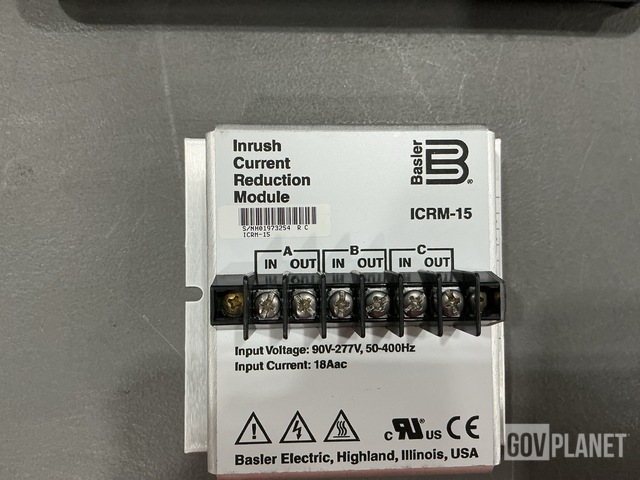 Inrush
Current
Reduction
Module
Basler
B®
ICRM-15
S/NH01973254 R C
ICRM-15
A B C
IN OUT IN OUT IN OUT
Input Voltage: 90V-277V, 50-400Hz
Input Current: 18Aac
C RU US CE
Basler Electric, Highland, Illinois, USA
GOVPLANET